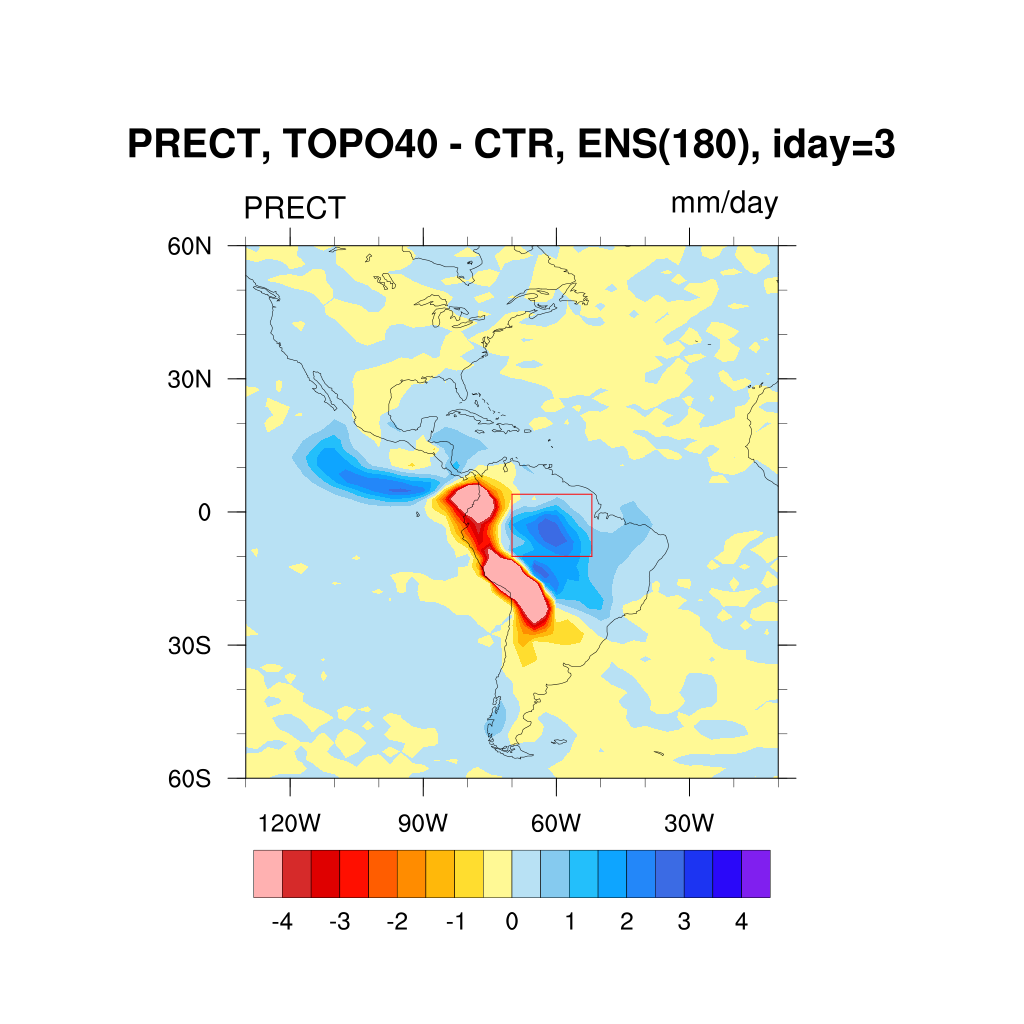 PRECT, TOPO40 - CTR, ENS(180), iday=3
PRECT mm/day
60N
30N
0
30S
60S
120W 90W 60W 30W
-4 -3 -2 -1 0 1 2 3 4